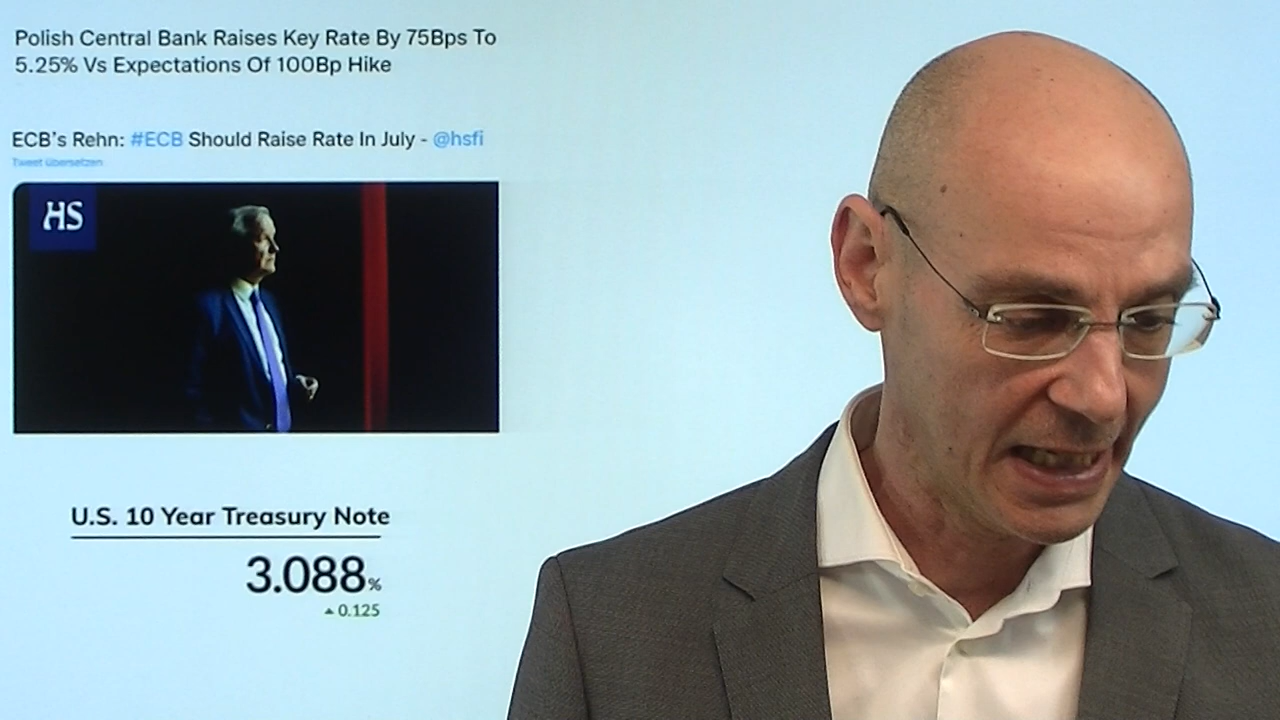 Polish Central Bank Raises Key Rate By 75Bps To
5.25% Vs Expectations Of 100Bp Hike
ECB's Rehn: #ECB Should Raise Rate In July - @hsfi
Tweet übersetzen
HS
U.S. 10 Year Treasury Note
3.088%
▲ 0.125